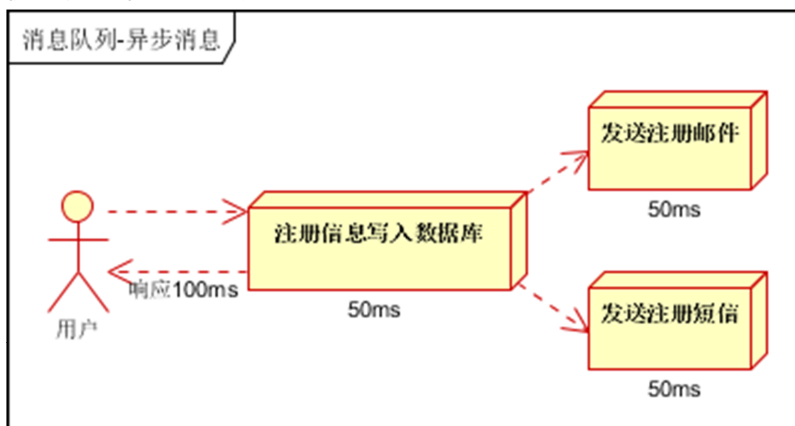 消息队列-异步消息
发送注册邮件
50ms
注册信息写入数据库
响应100ms
50ms
用户
发送注册短信
50ms